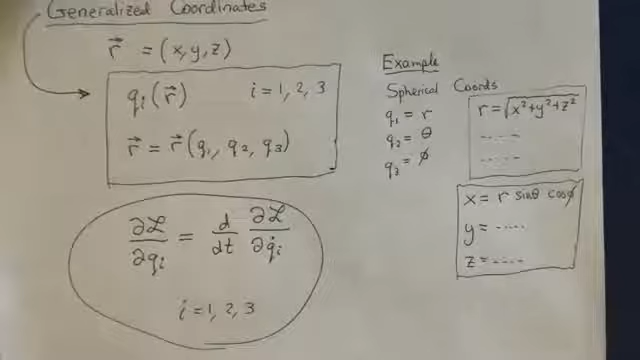 Generalized Coordinates
r⃗ = (x, y, z)
qᵢ(r⃗) i = 1, 2, 3
r⃗ = r⃗(q₁, q₂, q₃)
∂ℒ/∂qᵢ = d/dt ∂ℒ/∂q̇ᵢ
i = 1, 2, 3
Example
Spherical Coords
q₁ = r
q₂ = θ
q₃ = ϕ
r = √x²+y²+z²
.....
.....
x = r sinθ cosϕ
y = .....
z = .....